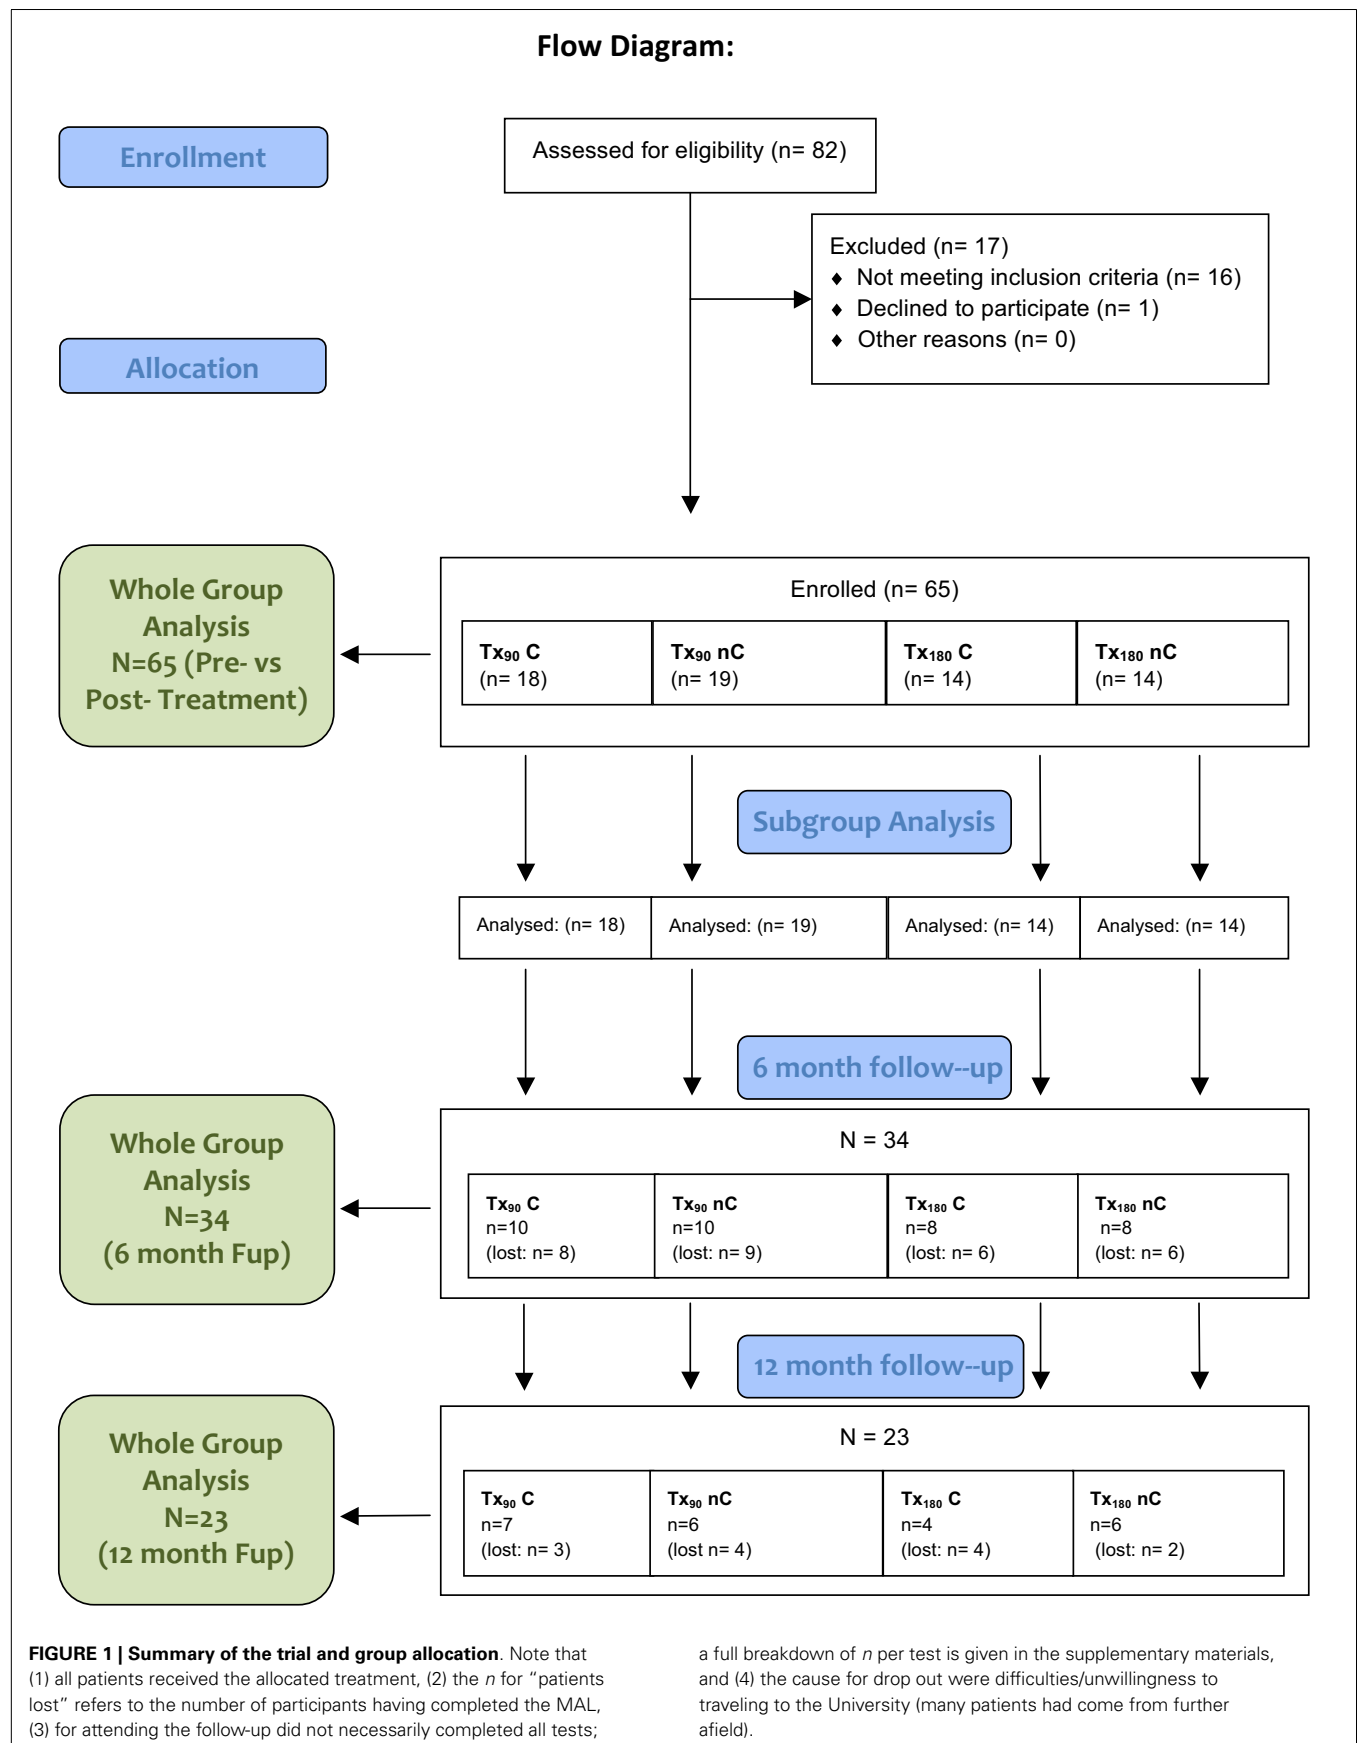 Flow Diagram:
Enrollment
Assessed for eligibility (n= 82)
Excluded (n= 17)
♦ Not meeting inclusion criteria (n= 16)
♦ Declined to participate (n= 1)
♦ Other reasons (n= 0)
Allocation
Whole Group
Analysis
N=65 (Pre- vs
Post- Treatment)
Enrolled (n= 65)
Tx90 C
(n= 18)
Tx90 nC
(n= 19)
Tx180 C
(n= 14)
Tx180 nC
(n= 14)
Subgroup Analysis
Analysed: (n= 18)
Analysed: (n= 19)
Analysed: (n= 14)
Analysed: (n= 14)
6 month follow--up
Whole Group
Analysis
N=34
(6 month Fup)
N = 34
Tx90 C
n=10
(lost: n= 8)
Tx90 nC
n=10
(lost: n= 9)
Tx180 C
n=8
(lost: n= 6)
Tx180 nC
n=8
(lost: n= 6)
12 month follow--up
Whole Group
Analysis
N=23
(12 month Fup)
N = 23
Tx90 C
n=7
(lost: n= 3)
Tx90 nC
n=6
(lost n= 4)
Tx180 C
n=4
(lost: n= 4)
Tx180 nC
n=6
(lost: n= 2)
FIGURE 1 | Summary of the trial and group allocation. Note that
(1) all patients received the allocated treatment, (2) the n for “patients
lost” refers to the number of participants having completed the MAL,
(3) for attending the follow-up did not necessarily completed all tests;
a full breakdown of n per test is given in the supplementary materials,
and (4) the cause for drop out were difficulties/unwillingness to
traveling to the University (many patients had come from further
afield).